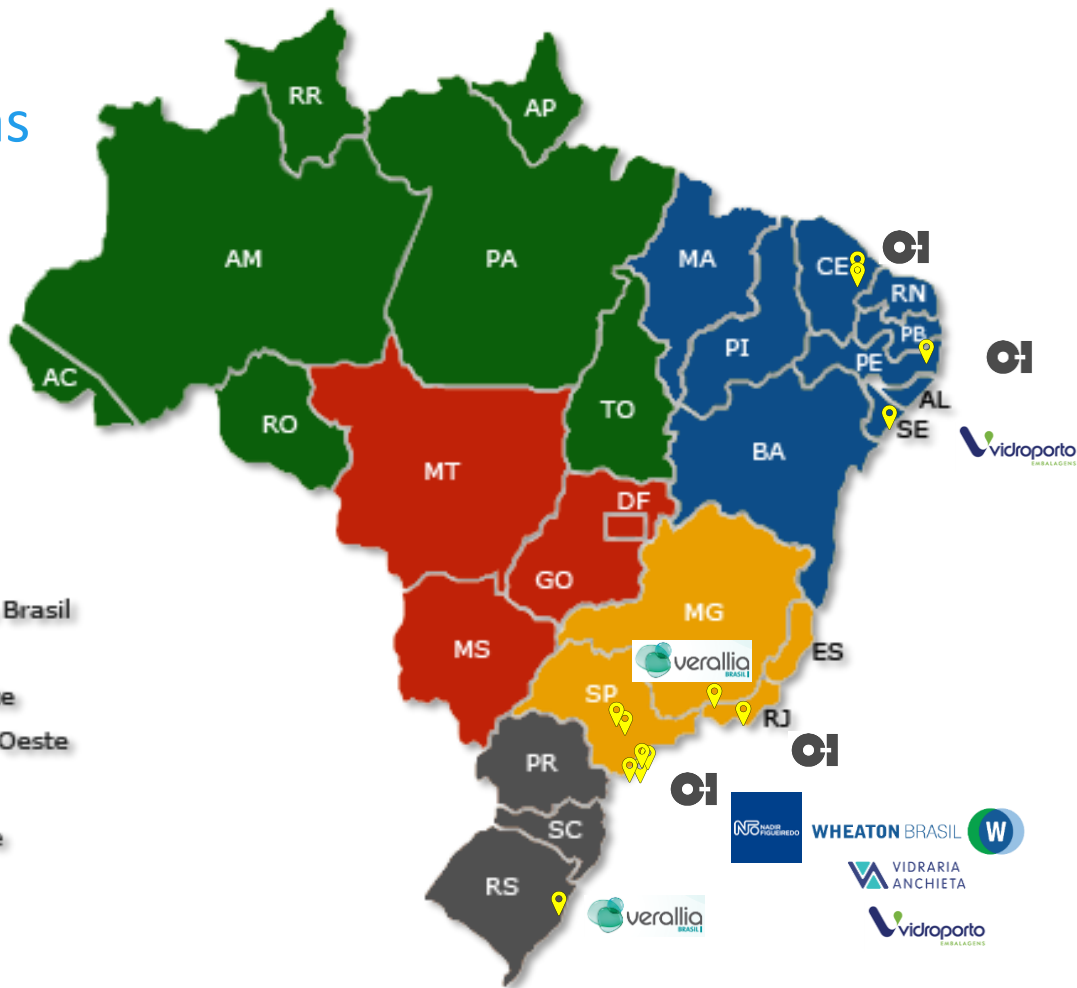 as
RR
AP
AM
PA
MA
CE
O-I
RN
PB
PI
PE
O-I
AC
TO
AL
RO
SE
BA
vidroporto
EMBALAGENS
MT
DF
GO
Brasil
MG
MS
ES
verallia
BRASIL
SP
e
RJ
Oeste
O-I
PR
O-I
NF NADIR
FIGUEIREDO
WHEATON BRASIL W
SC
e
VIDRARIA
ANCHIETA
RS
verallia
BRASIL
vidroporto
EMBALAGENS